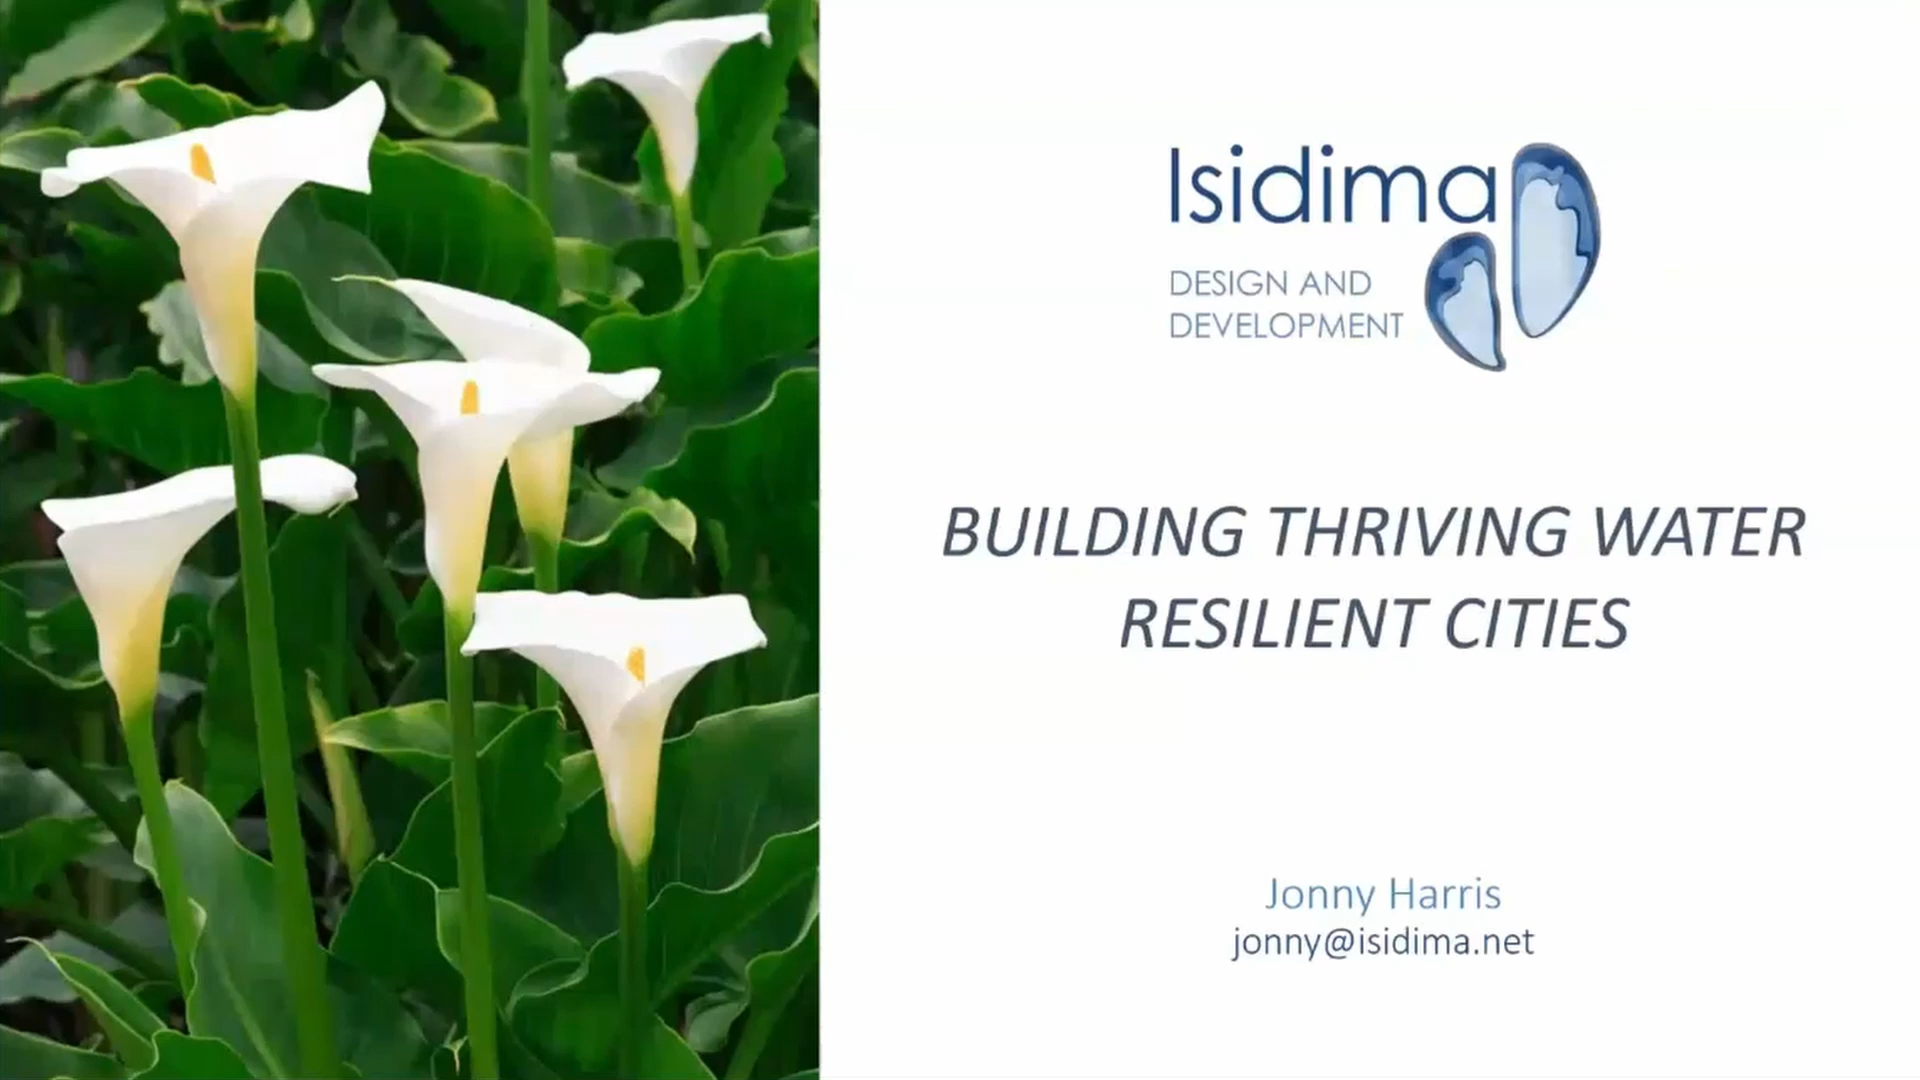 Isidima
DESIGN AND
DEVELOPMENT
BUILDING THRIVING WATER
RESILIENT CITIES
Jonny Harris
jonny@isidima.net